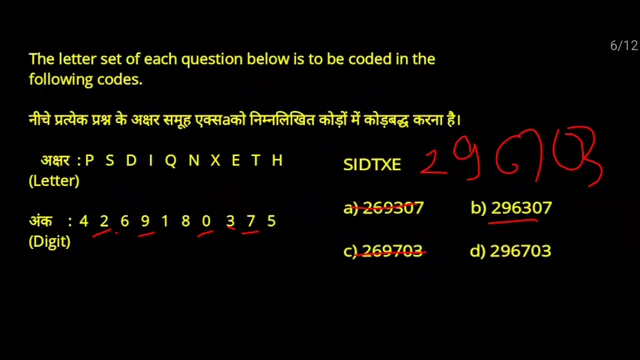 6/12
The letter set of each question below is to be coded in the
following codes.
नीचे प्रत्येक प्रश्न के अक्षर समूह एक्सaको निम्नलिखित कोड़ों में कोड़बद्ध करना है।
अक्षर : P S D I Q N X E T H
(Letter)
अंक : 4 2 6 9 1 8 0 3 7 5
(Digit)
SIDTXE 29
a) 269307 b) 296307
c) 269703 d) 296703